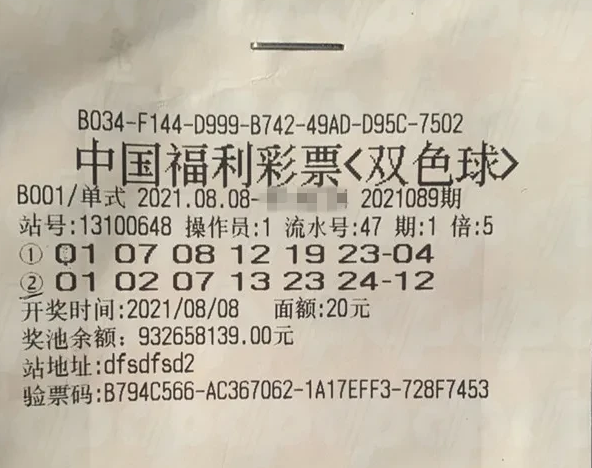 B034-F144-D999-B742-49AD-D95C-7502
中国福利彩票<双色球>
B001/单式 2021.08.08- 2021089期
站号:13100648 操作员:1 流水号:47 期:1 倍:5
① 01 07 08 12 19 23-04
② 01 02 07 13 23 24-12
开奖时间:2021/08/08 面额:20元
奖池余额: 932658139.00元
站地址:dfsdfsd2
验票码:B794C566-AC367062-1A17EFF3-728F7453